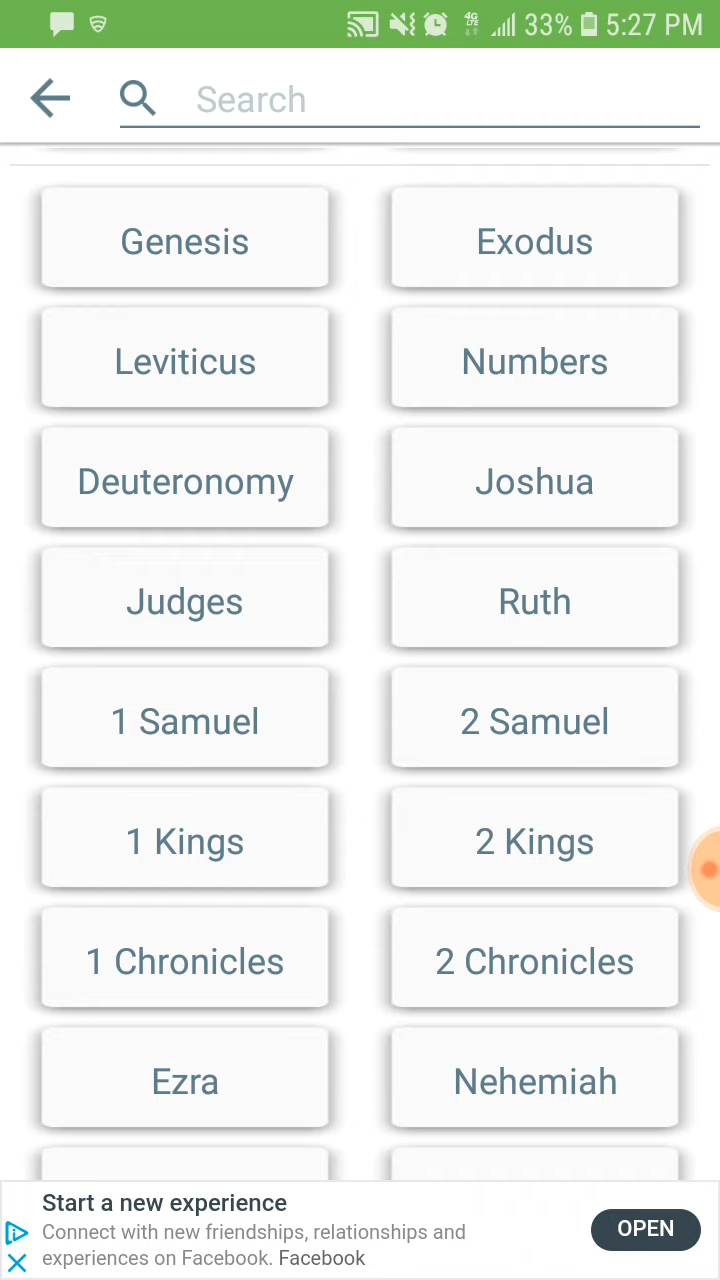 4G LTE 33% 5:27 PM
Search
Genesis Exodus
Leviticus Numbers
Deuteronomy Joshua
Judges Ruth
1 Samuel 2 Samuel
1 Kings 2 Kings
1 Chronicles 2 Chronicles
Ezra Nehemiah
Start a new experience
Connect with new friendships, relationships and
experiences on Facebook. Facebook
OPEN